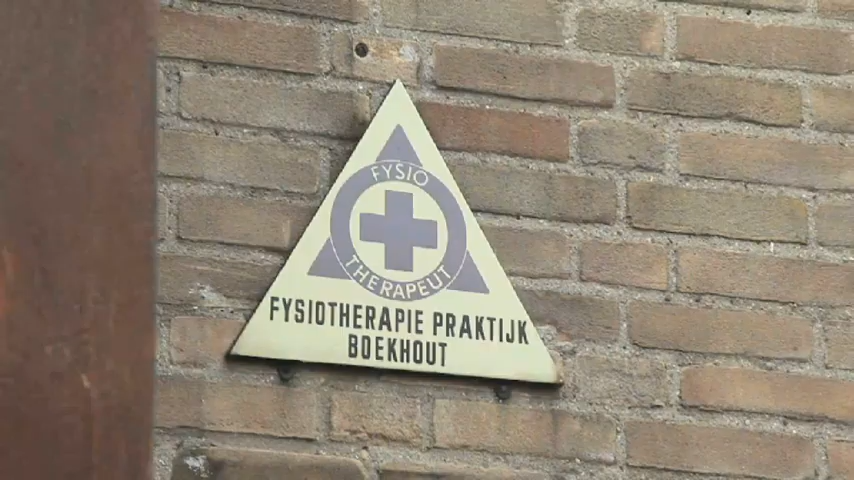 FYSIO
THERAPEUT
FYSIOTHERAPIE PRAKTIJK
BOEKHOUT